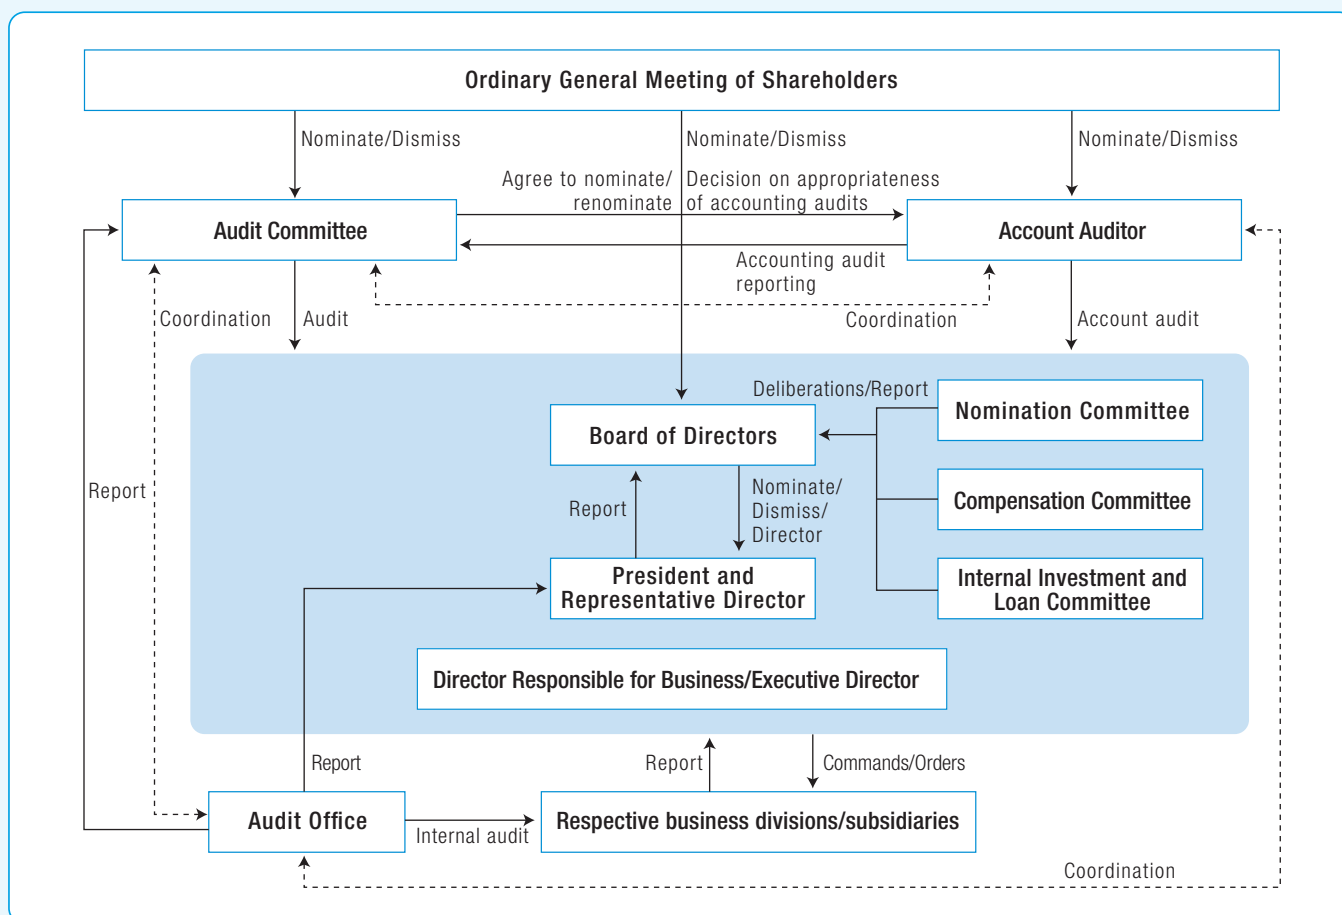 Ordinary General Meeting of Shareholders
Nominate/Dismiss
Nominate/Dismiss
Nominate/Dismiss
Agree to nominate/
renominate
Decision on appropriateness
of accounting audits
Audit Committee
Account Auditor
Accounting audit
reporting
Coordination
Audit
Coordination
Account audit
Deliberations/Report
Nomination Committee
Board of Directors
Report
Report
Nominate/
Dismiss/
Director
Compensation Committee
President and
Representative Director
Internal Investment and
Loan Committee
Director Responsible for Business/Executive Director
Report
Report
Commands/Orders
Audit Office
Internal audit
Respective business divisions/subsidiaries
Coordination